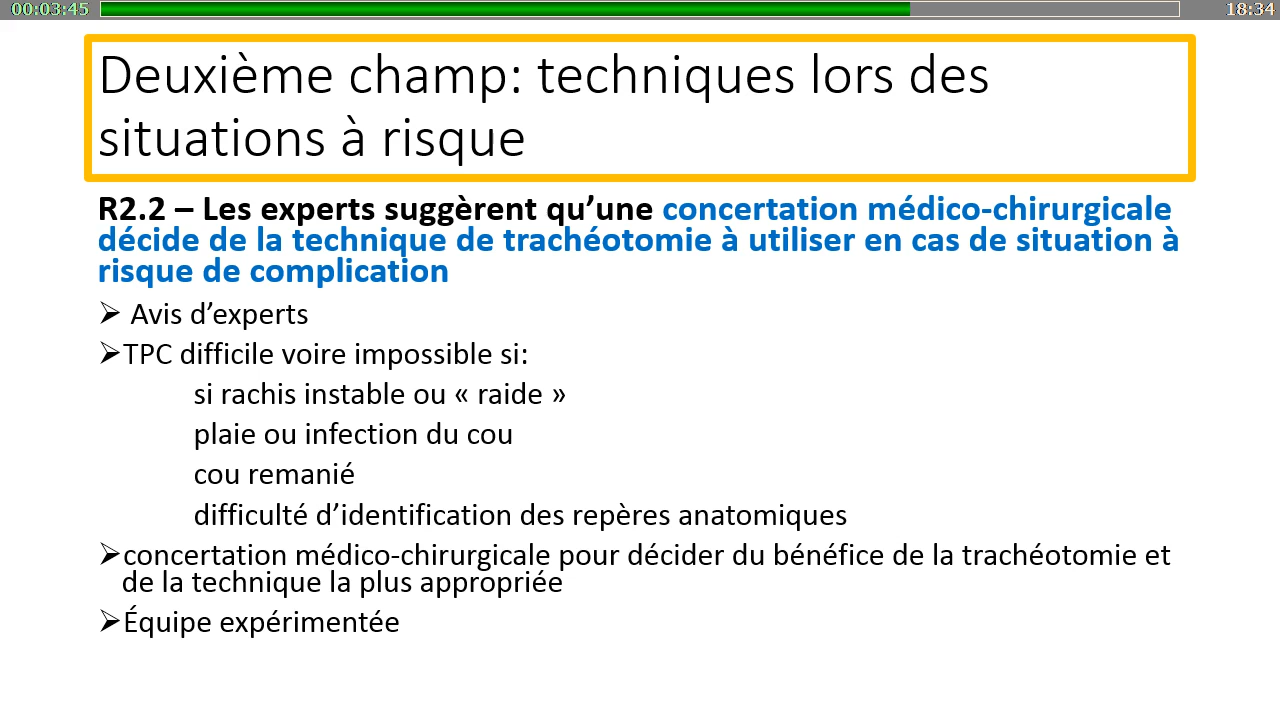 00:03:45
18:34
Deuxième champ: techniques lors des
situations à risque
R2.2 – Les experts suggèrent qu’une concertation médico-chirurgicale
décide de la technique de trachéotomie à utiliser en cas de situation à
risque de complication
➢ Avis d’experts
➢TPC difficile voire impossible si:
si rachis instable ou « raide »
plaie ou infection du cou
cou remanié
difficulté d’identification des repères anatomiques
➢concertation médico-chirurgicale pour décider du bénéfice de la trachéotomie et
de la technique la plus appropriée
➢Équipe expérimentée